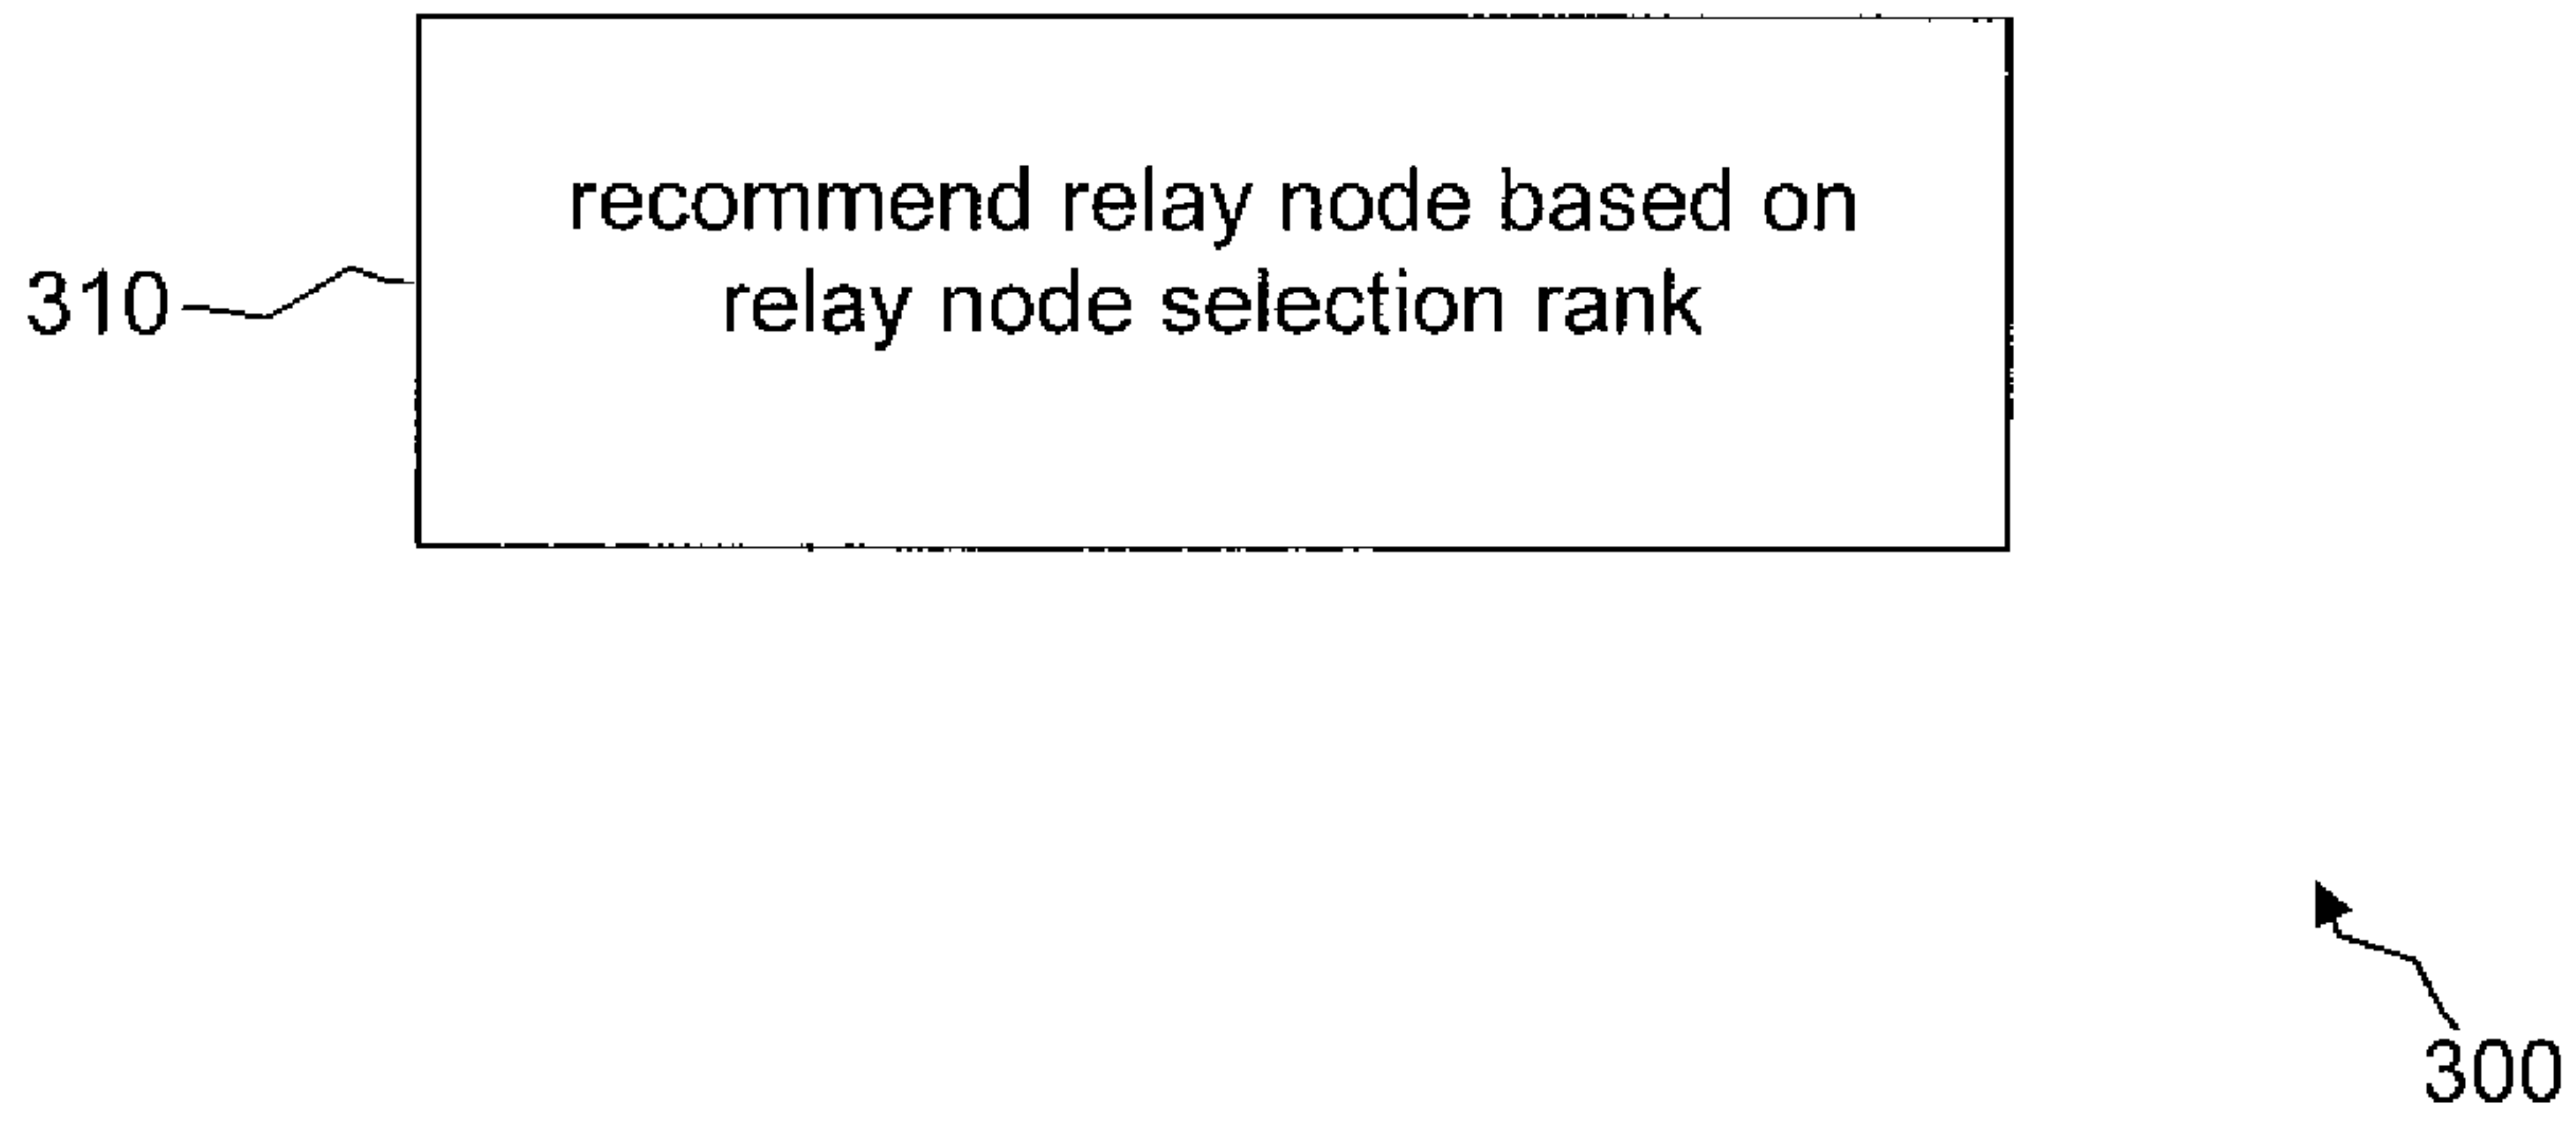 recommend relay node based on
relay node selection rank
310
300